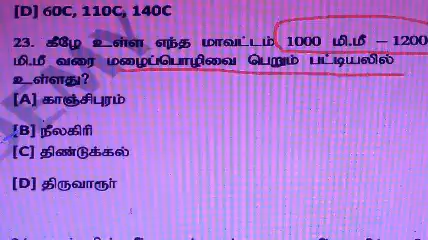 [D] 60C, 110C, 140C
23. கீழே உள்ள எந்த மாவட்டம் 1000 மி.மீ – 1200
மி.மீ வரை மழைப்பொழிவை பெறும் பட்டியலில்
உள்ளது?
[A] காஞ்சிபுரம்
[B] நீலகிரி
[C] திண்டுக்கல்
[D] திருவாரூர்